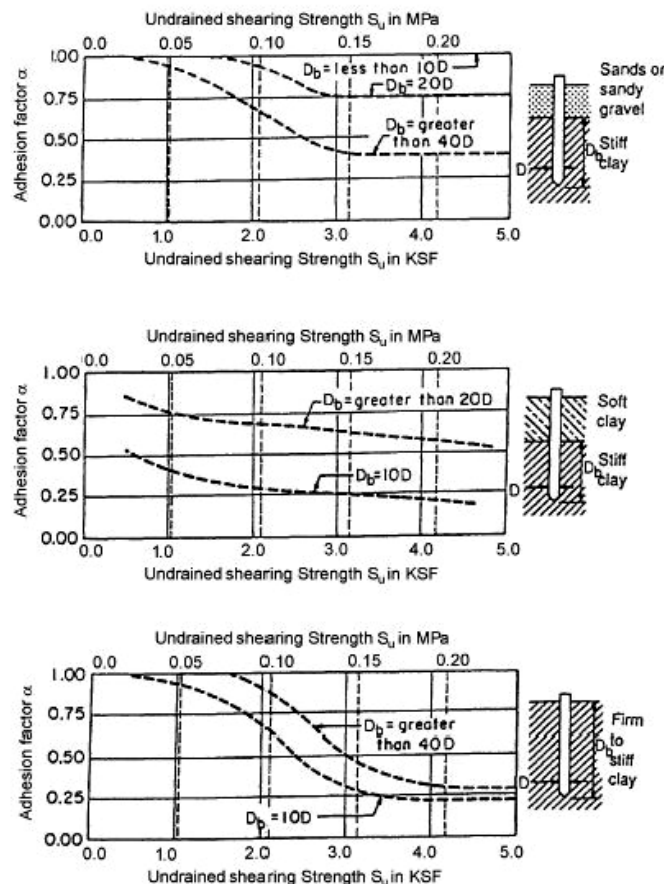 Undrained shearing Strength Su in MPa
0.0 0.05 0.10 0.15 0.20
Adhesion factor α
1.00
0.75
0.50
0.25
0.00
Db = less than 10D
Db = 20D
Db = greater
than 40D
0.0 1.0 2.0 3.0 4.0 5.0
Undrained shearing Strength Su in KSF
Sands or
sandy
gravel
Stiff
clay
Db
D
Undrained shearing Strength Su in MPa
0.0 0.05 0.10 0.15 0.20
Adhesion factor α
1.00
0.75
0.50
0.25
0.00
Db = greater than 20D
Db = 10D
0.0 1.0 2.0 3.0 4.0 5.0
Undrained shearing Strength Su in KSF
Soft
clay
Stiff
clay
Db
D
Undrained shearing Strength Su in MPa
0.0 0.05 0.10 0.15 0.20
Adhesion factor α
1.00
0.75
0.50
0.25
0.00
Db = greater
than 40D
Db = 10D
0.0 1.0 2.0 3.0 4.0 5.0
Undrained shearing Strength Su in KSF
Firm
to
stiff
clay
Db
D